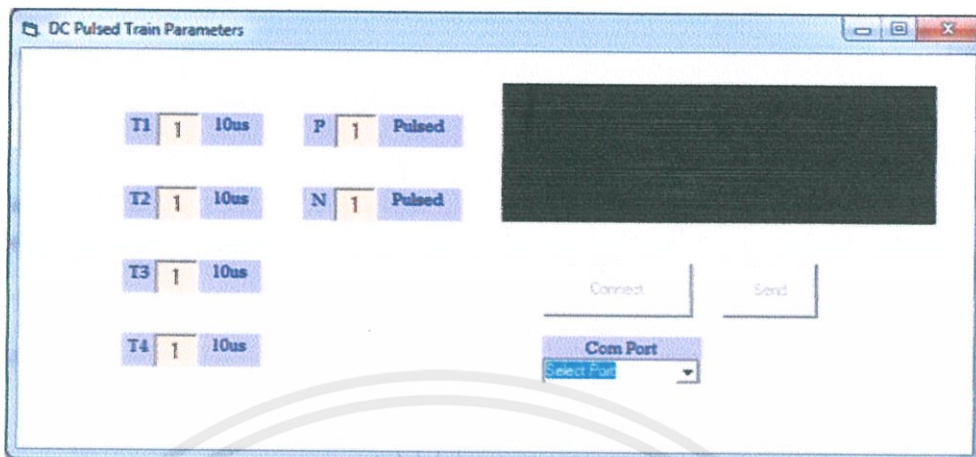 DC Pulsed Train Parameters
T1 1 10us P 1 Pulsed
T2 1 10us N 1 Pulsed
T3 1 10us
Connect Send
T4 1 10us
Com Port
Select Port